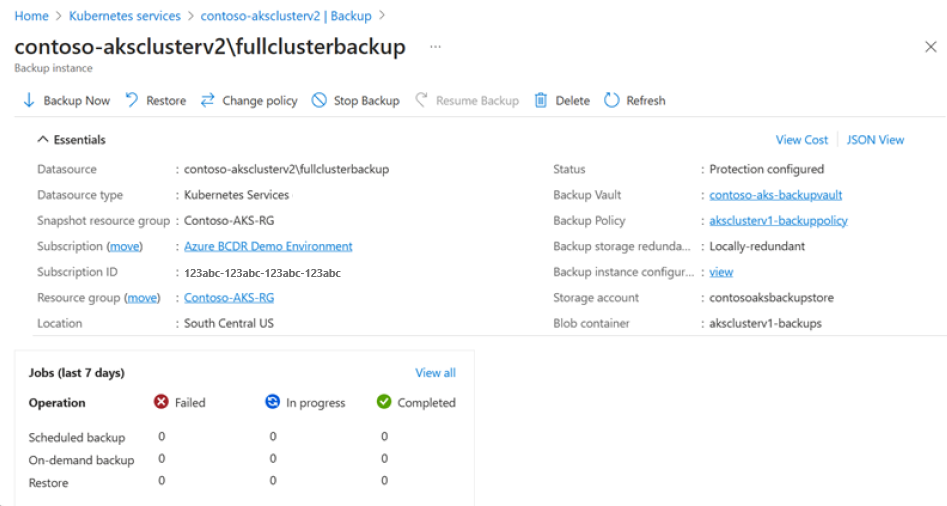 Home > Kubernetes services > contoso-aksclusterv2 | Backup >
contoso-aksclusterv2\fullclusterbackup ...
Backup instance
Backup Now Restore Change policy Stop Backup Resume Backup Delete Refresh
Essentials View Cost JSON View
Datasource : contoso-aksclusterv2\fullclusterbackup Status : Protection configured
Datasource type : Kubernetes Services Backup Vault : contoso-aks-backupvault
Snapshot resource group : Contoso-AKS-RG Backup Policy : aksclusterv1-backuppolicy
Subscription (move) : Azure BCDR Demo Environment Backup storage redunda... : Locally-redundant
Subscription ID : 123abc-123abc-123abc-123abc Backup instance configur... : view
Resource group (move) : Contoso-AKS-RG Storage account : contosoaksbackupstore
Location : South Central US Blob container : aksclusterv1-backups
Jobs (last 7 days) View all
Operation Failed In progress Completed
Scheduled backup 0 0 0
On-demand backup 0 0 0
Restore 0 0 0